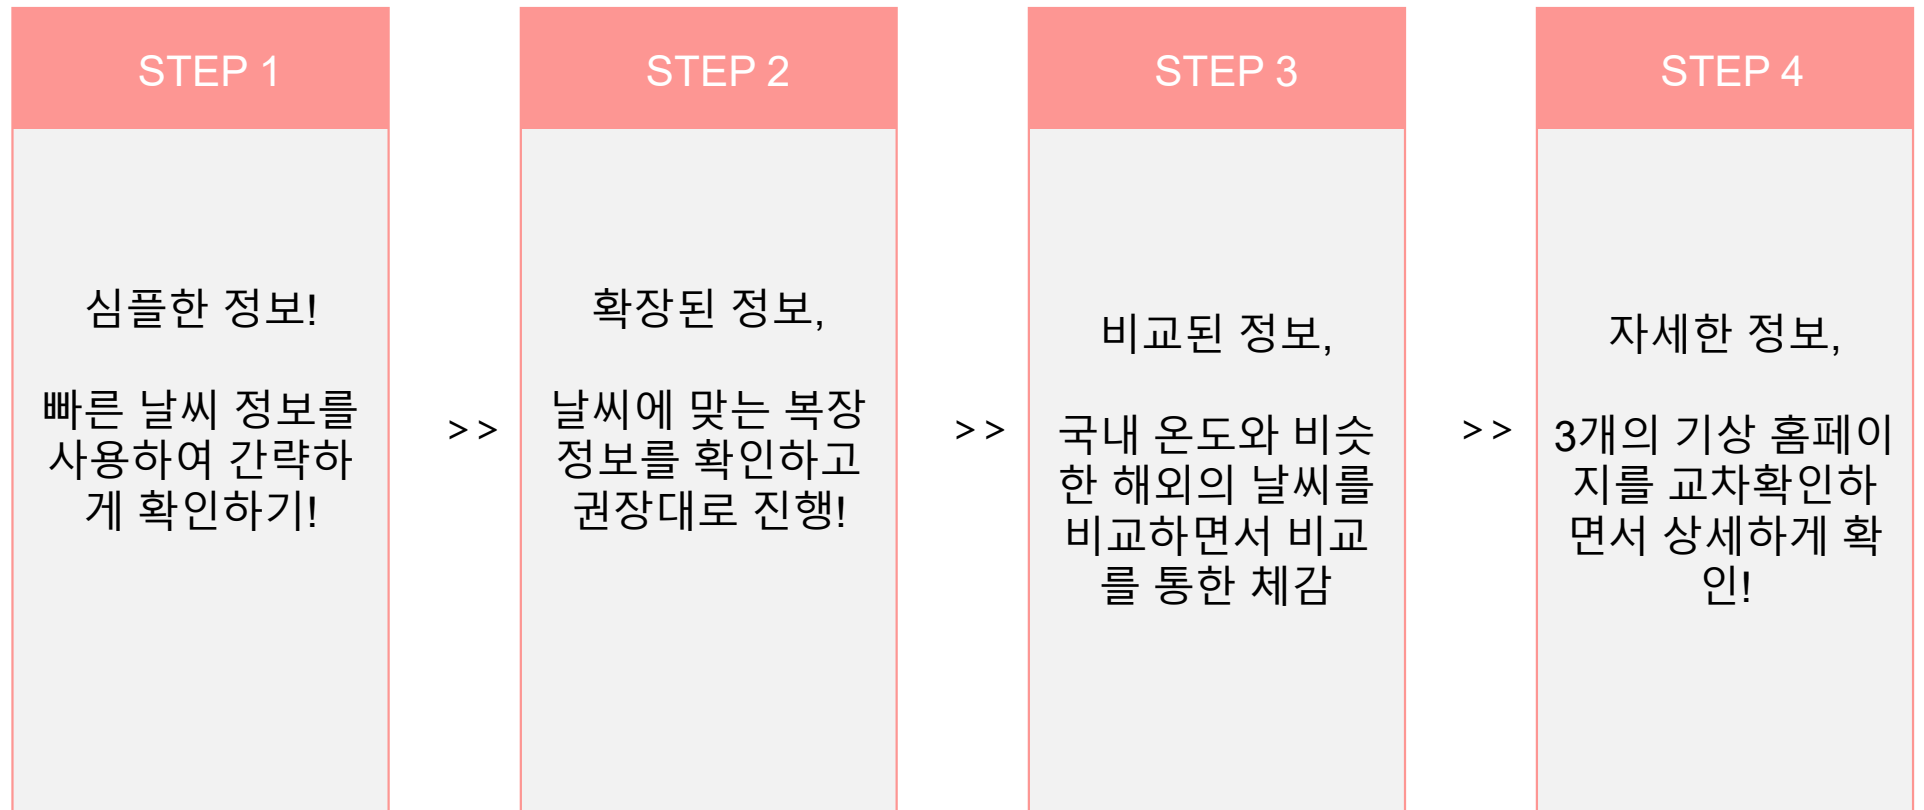 STEP 1
심플한 정보!
빠른 날씨 정보를
사용하여 간략하
게 확인하기!
>>
STEP 2
확장된 정보,
날씨에 맞는 복장
정보를 확인하고
권장대로 진행!
>>
STEP 3
비교된 정보,
국내 온도와 비슷
한 해외의 날씨를
비교하면서 비교
를 통한 체감
>>
STEP 4
자세한 정보,
3개의 기상 홈페이
지를 교차확인하
면서 상세하게 확
인!